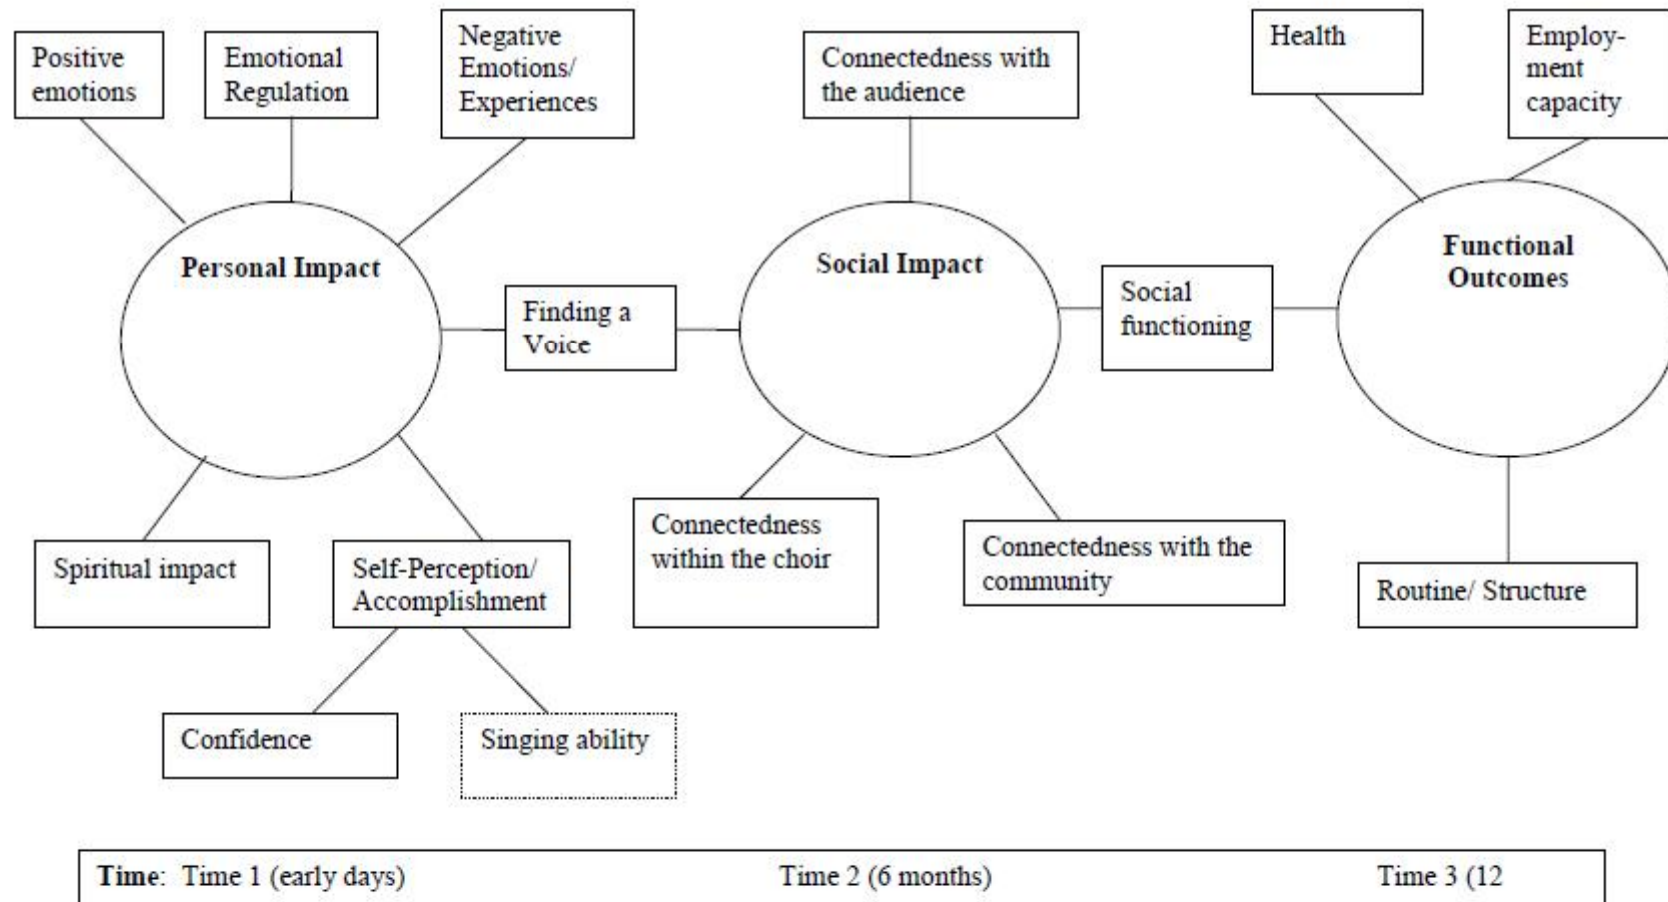 Positive
emotions
Emotional
Regulation
Negative
Emotions/
Experiences
Connectedness with
the audience
Health
Employ-
ment
capacity
Personal Impact
Social Impact
Functional
Outcomes
Finding a
Voice
Social
functioning
Spiritual impact
Self-Perception/
Accomplishment
Connectedness
within the choir
Connectedness with the
community
Routine/ Structure
Confidence
Singing ability
Time: Time 1 (early days) Time 2 (6 months) Time 3 (12